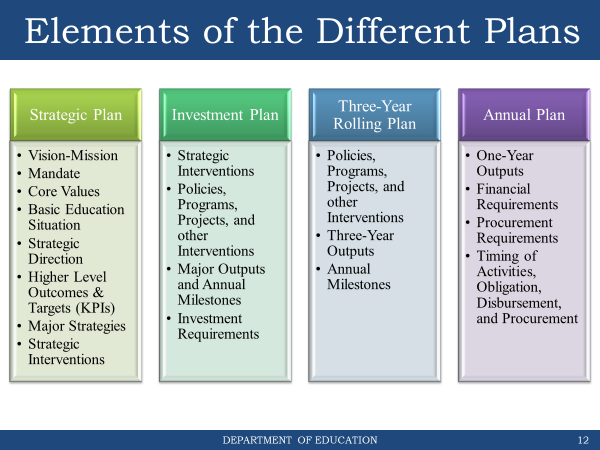 Elements of the Different Plans
Strategic Plan
• Vision-Mission
• Mandate
• Core Values
• Basic Education
Situation
• Strategic
Direction
• Higher Level
Outcomes &
Targets (KPIs)
• Major Strategies
• Strategic
Interventions
Investment Plan
• Strategic
Interventions
• Policies,
Programs,
Projects, and
other
Interventions
• Major Outputs
and Annual
Milestones
• Investment
Requirements
Three-Year
Rolling Plan
• Policies,
Programs,
Projects, and
other
Interventions
• Three-Year
Outputs
• Annual
Milestones
Annual Plan
• One-Year
Outputs
• Financial
Requirements
• Procurement
Requirements
• Timing of
Activities,
Obligation,
Disbursement,
and Procurement
DEPARTMENT OF EDUCATION
12